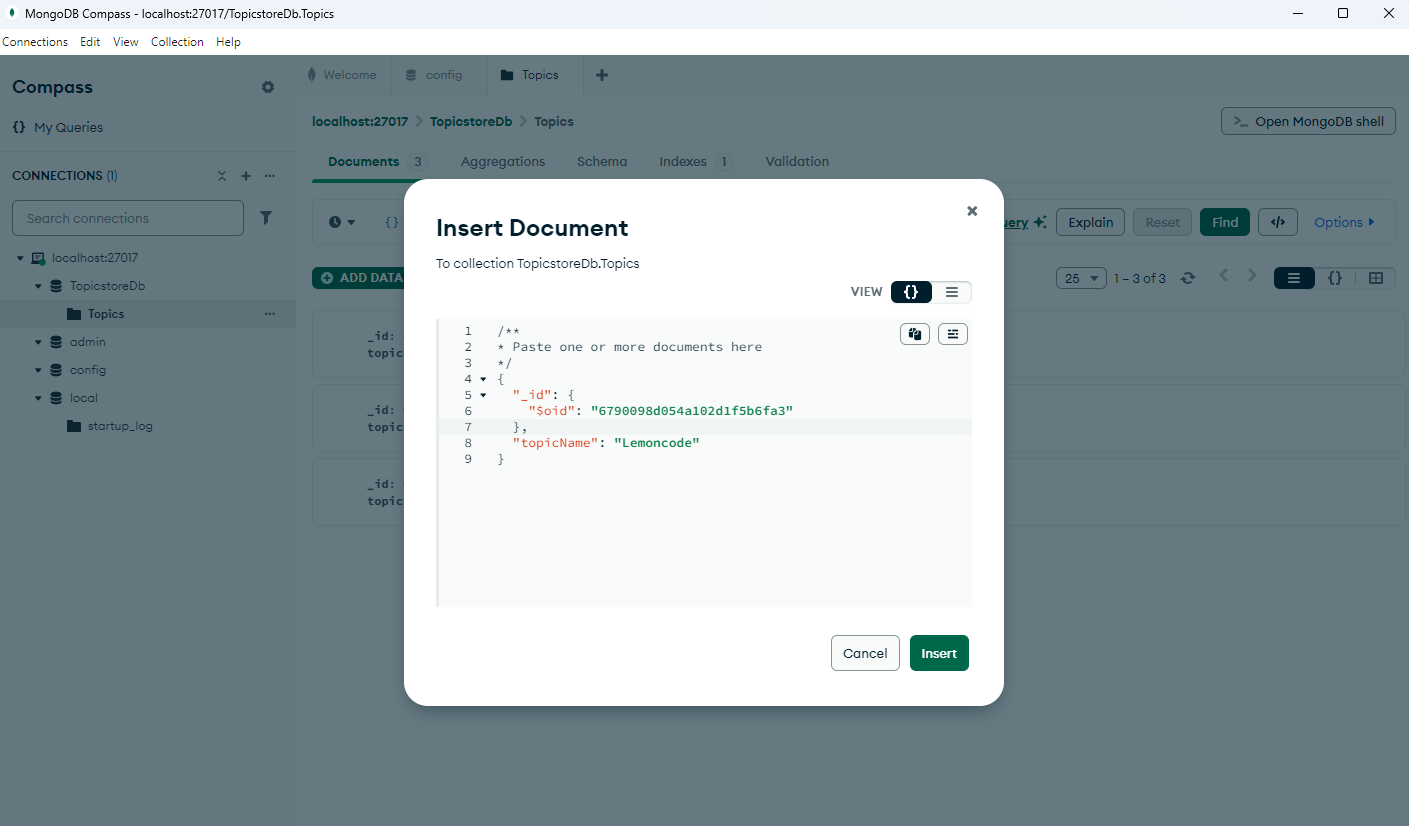 MongoDB Compass - localhost:27017/TopicstoreDb.Topics
Connections Edit View Collection Help
Compass
{} My Queries
CONNECTIONS (1)
Search connections
localhost:27017
TopicstoreDb
Topics
admin
config
local
startup_log
Welcome config Topics
localhost:27017 > TopicstoreDb > Topics
>_ Open MongoDB shell
Documents 3 Aggregations Schema Indexes 1 Validation
{} Explain Reset Find </> Options
ADD DATA
25 1 – 3 of 3 {}
_id:
topic
_id:
topic
_id:
topic
Insert Document
To collection TopicstoreDb.Topics
VIEW {}
1 /**
2 * Paste one or more documents here
3 */
4 {
5 "_id": {
6 "$oid": "6790098d054a102d1f5b6fa3"
7 },
8 "topicName": "Lemoncode"
9 }
Cancel Insert